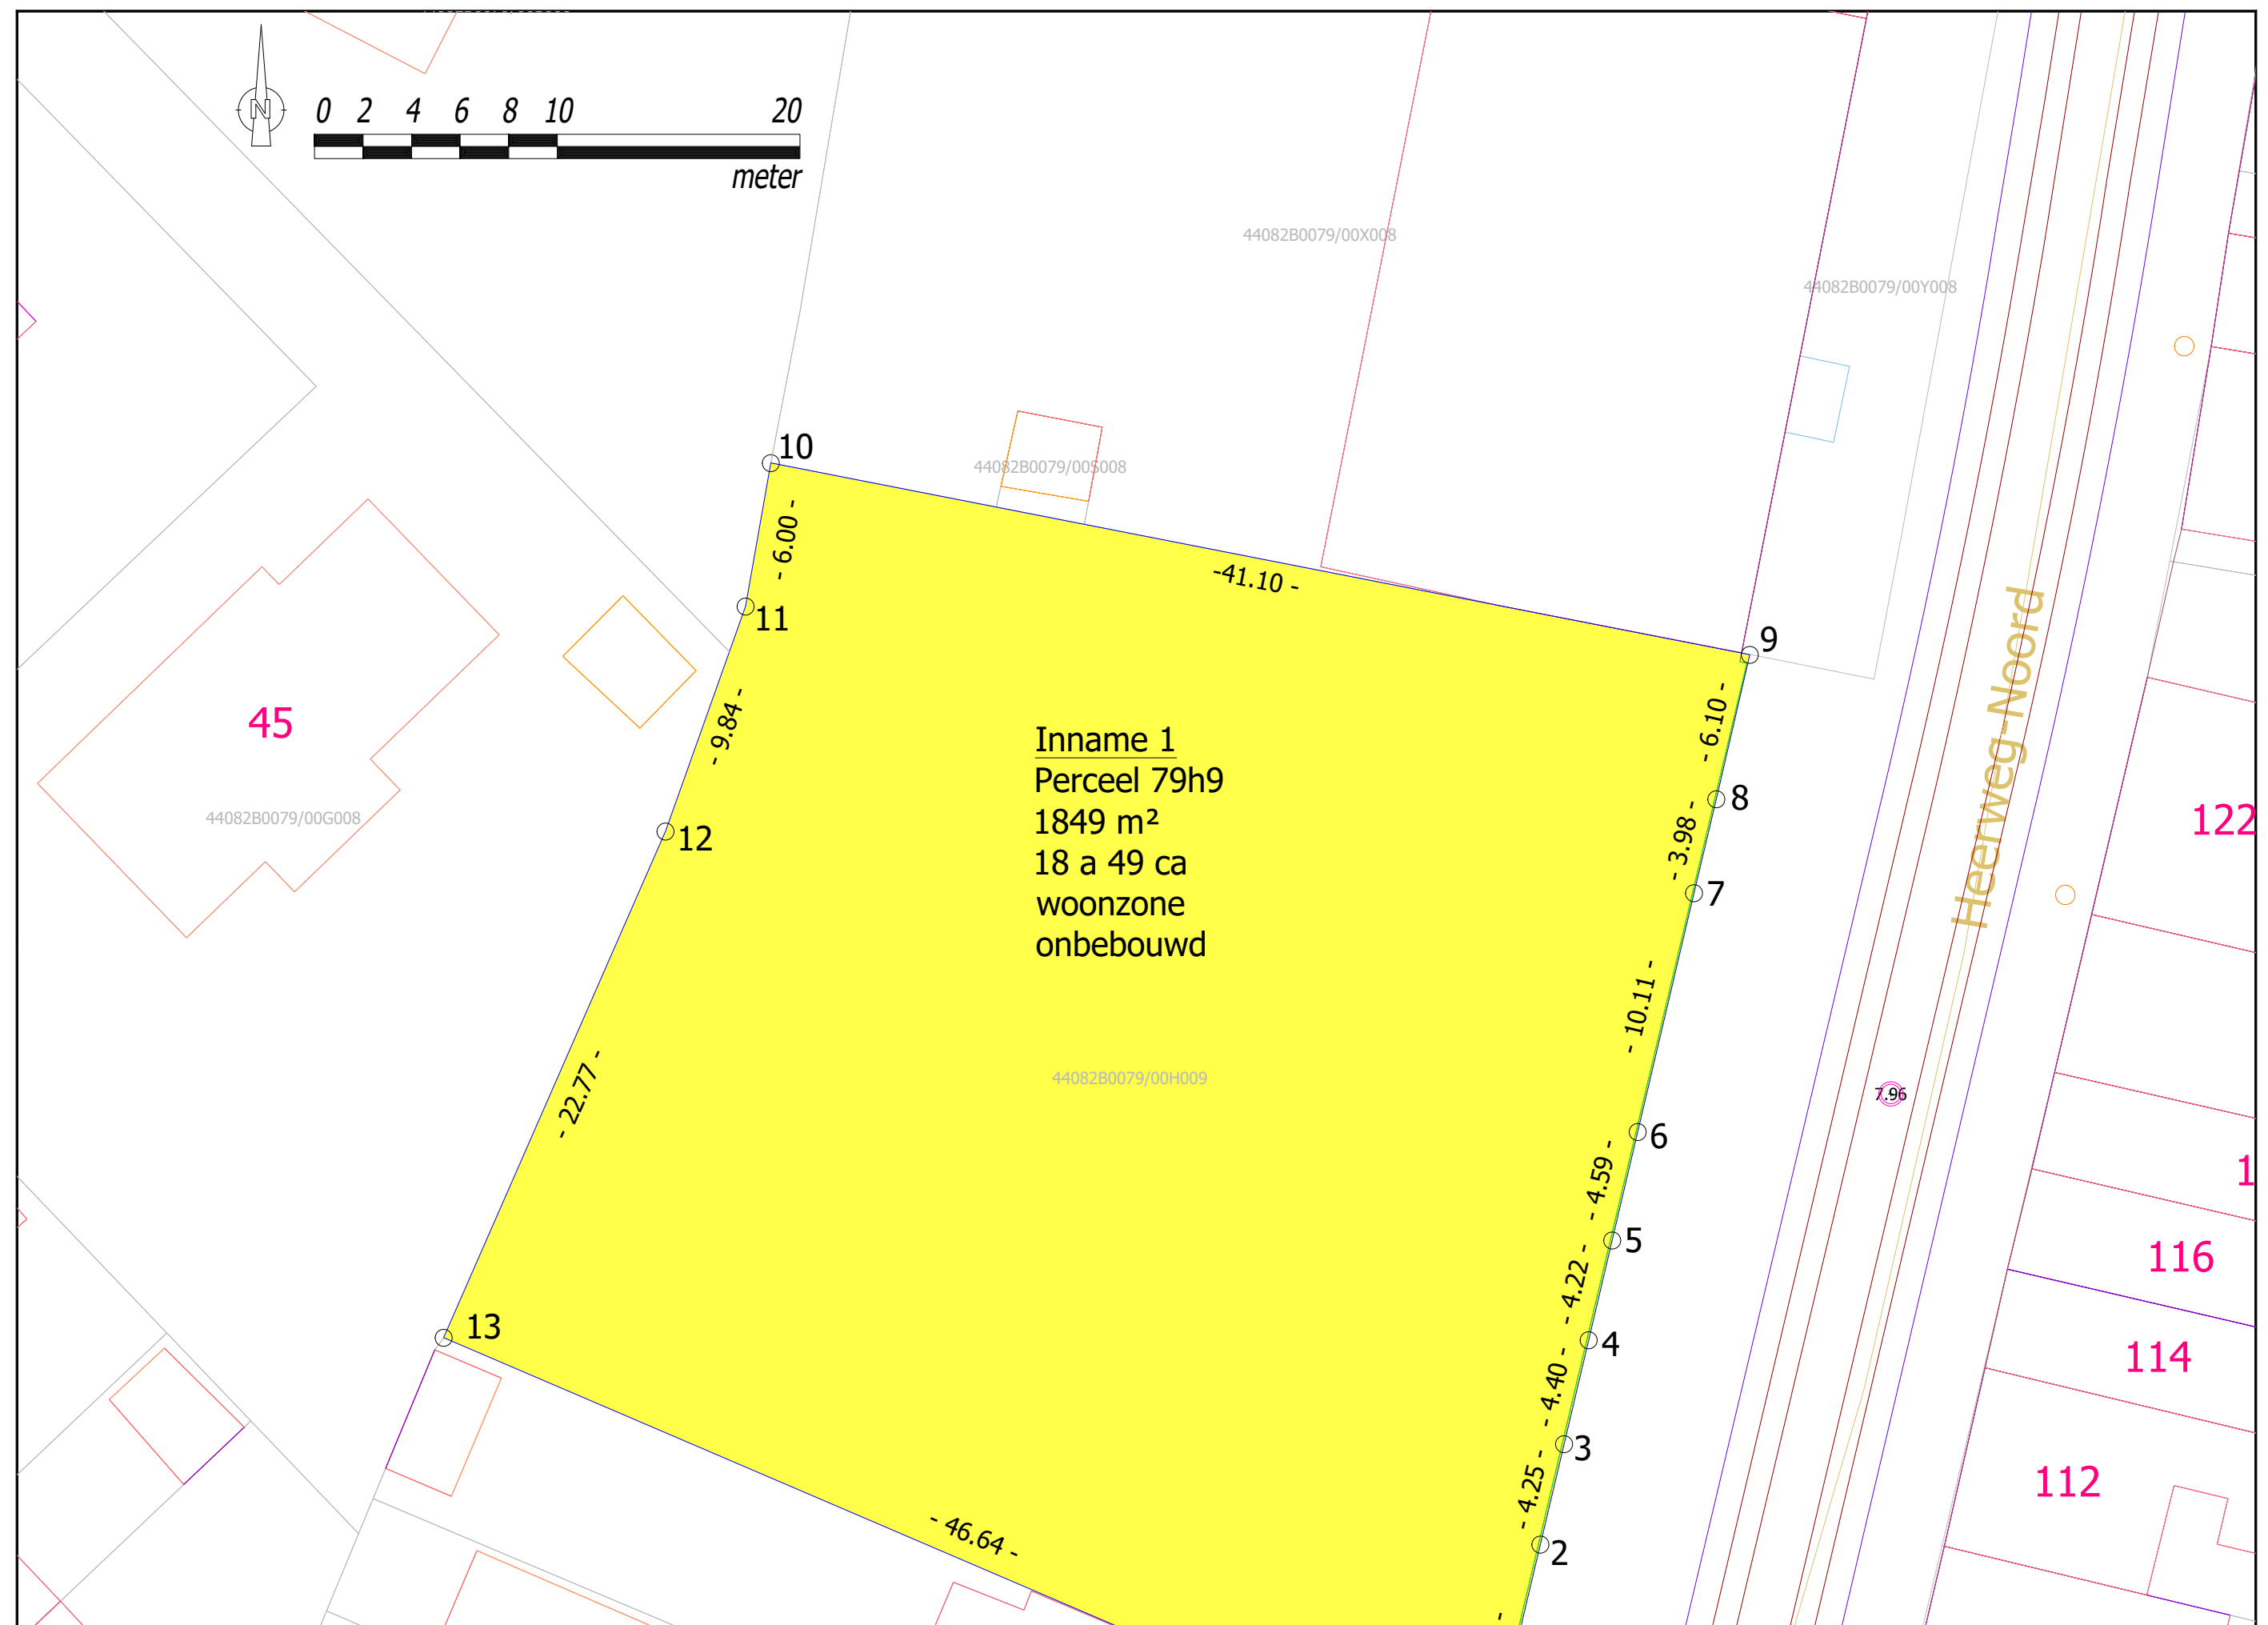 N
0 2 4 6 8 10 20
meter
44082B0079/00X008
44082B0079/00Y008
10
44082B0079/00S008
- 6.00 -
-41.10 -
11
9
Heerweg-Noord
- 9.84 -
- 6.10 -
45
Inname 1
Perceel 79h9
1849 m²
18 a 49 ca
woonzone
onbebouwd
8
44082B0079/00G008
12
- 3.98 -
122
7
- 10.11 -
- 22.77 -
44082B0079/00H009
7.96
6
- 4.59 -
1
5
116
- 4.22 -
13
4
114
- 4.40 -
3
112
- 4.25 -
- 46.64 -
2